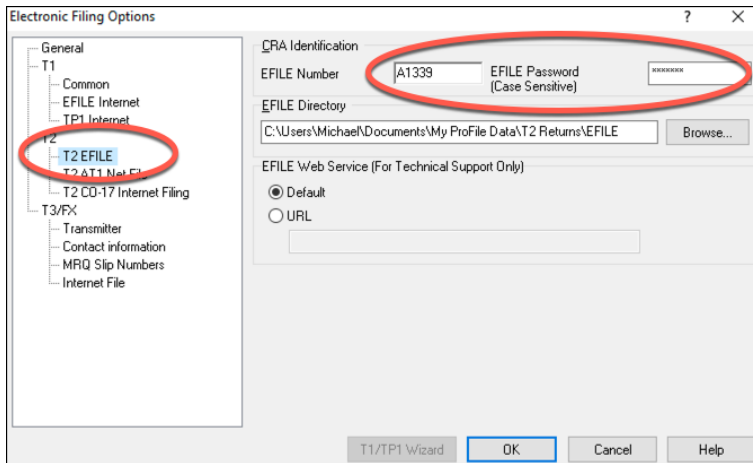 Electronic Filing Options ? X
General
T1
Common
EFILE Internet
TP1 Internet
T2
T2 EFILE
T2 AT1 Net
T2 CO-17 Internet Filing
T3/FX
Transmitter
Contact information
MRQ Slip Numbers
Internet File
CRA Identification
EFILE Number A1339 EFILE Password
(Case Sensitive) *******
EFILE Directory
C:\Users\Michael\Documents\My ProFile Data\T2 Returns\EFILE Browse...
EFILE Web Service (For Technical Support Only)
Default
URL
T1/TP1 Wizard OK Cancel Help